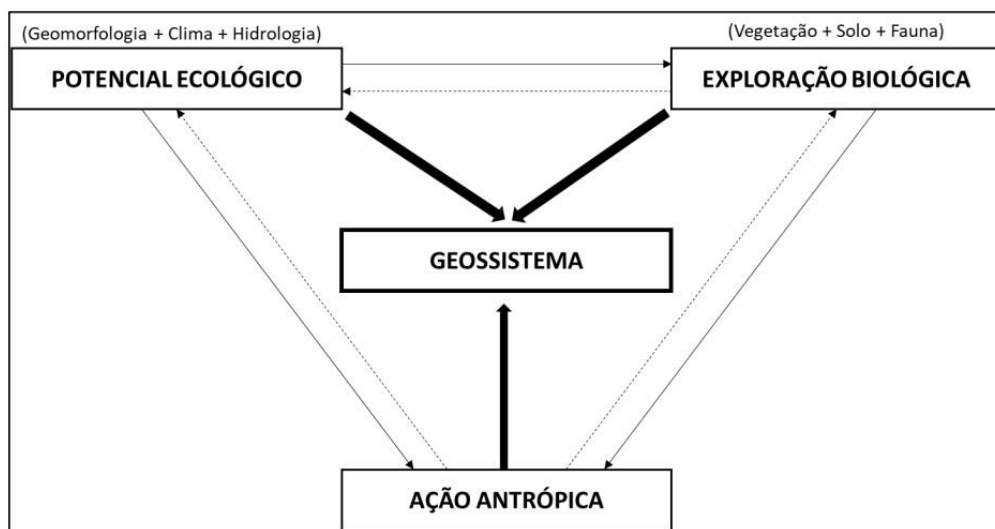 (Geomorfologia + Clima + Hidrologia)
(Vegetação + Solo + Fauna)
POTENCIAL ECOLÓGICO
EXPLORAÇÃO BIOLÓGICA
GEOSSISTEMA
AÇÃO ANTRÓPICA